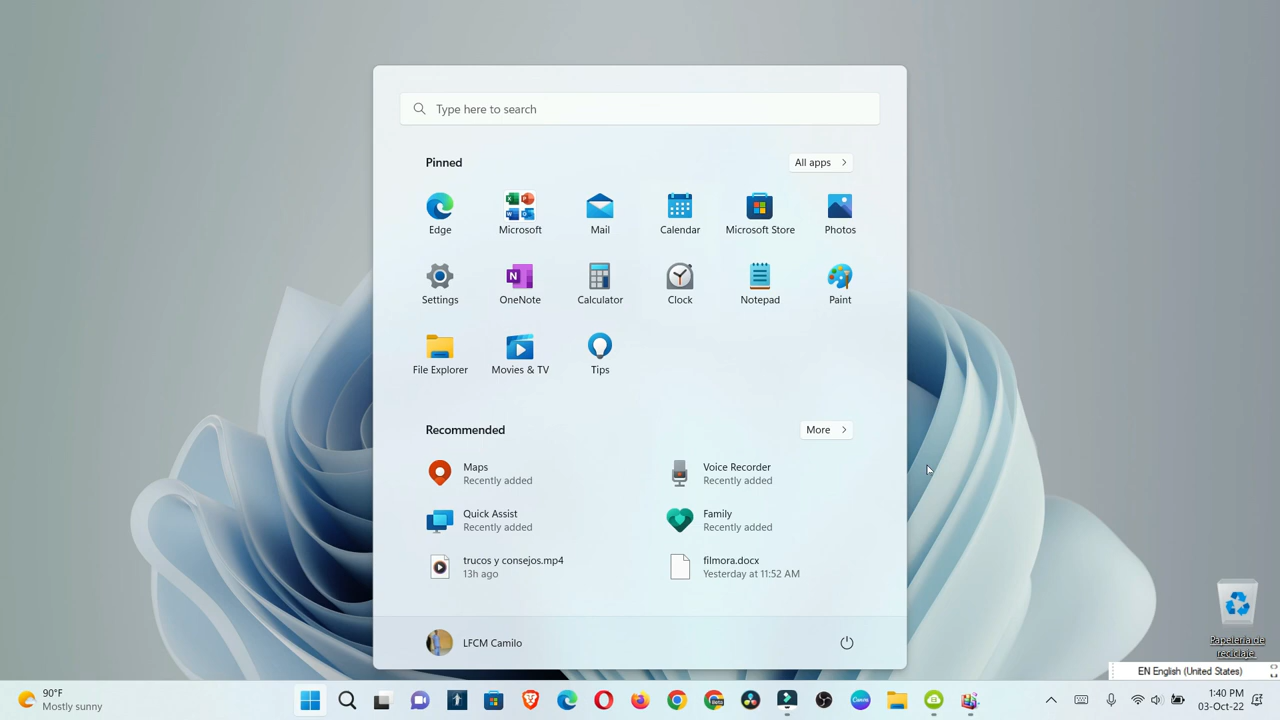 Type here to search
Pinned
All apps
Edge
Microsoft
Mail
Calendar
Microsoft Store
Photos
Settings
OneNote
Calculator
Clock
Notepad
Paint
File Explorer
Movies & TV
Tips
Recommended
More
Maps
Recently added
Voice Recorder
Recently added
Quick Assist
Recently added
Family
Recently added
trucos y consejos.mp4
13h ago
filmora.docx
Yesterday at 11:52 AM
LFCM Camilo
Papelería de
reciclaje
EN English (United States)
90°F
Mostly sunny
Beta
Canva
1:40 PM
03-Oct-22